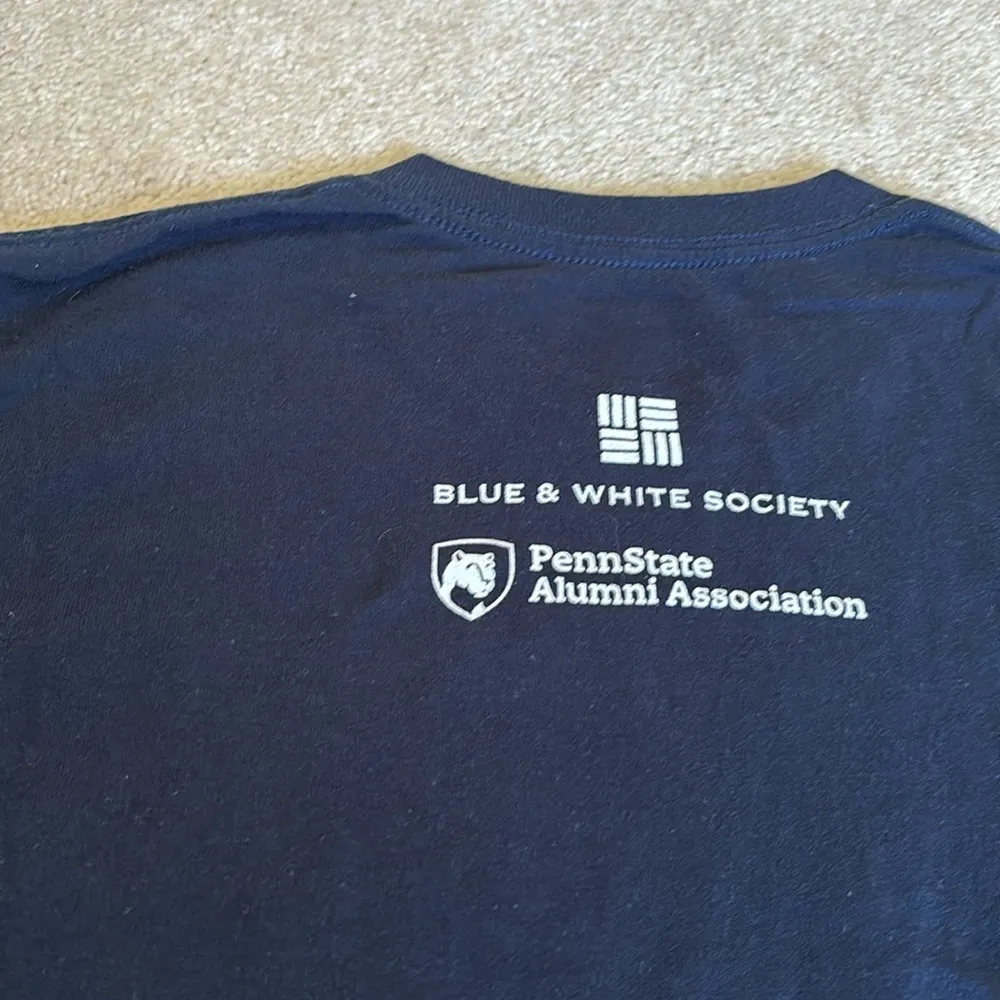 BLUE & WHITE SOCIETY
PennState
Alumni Association